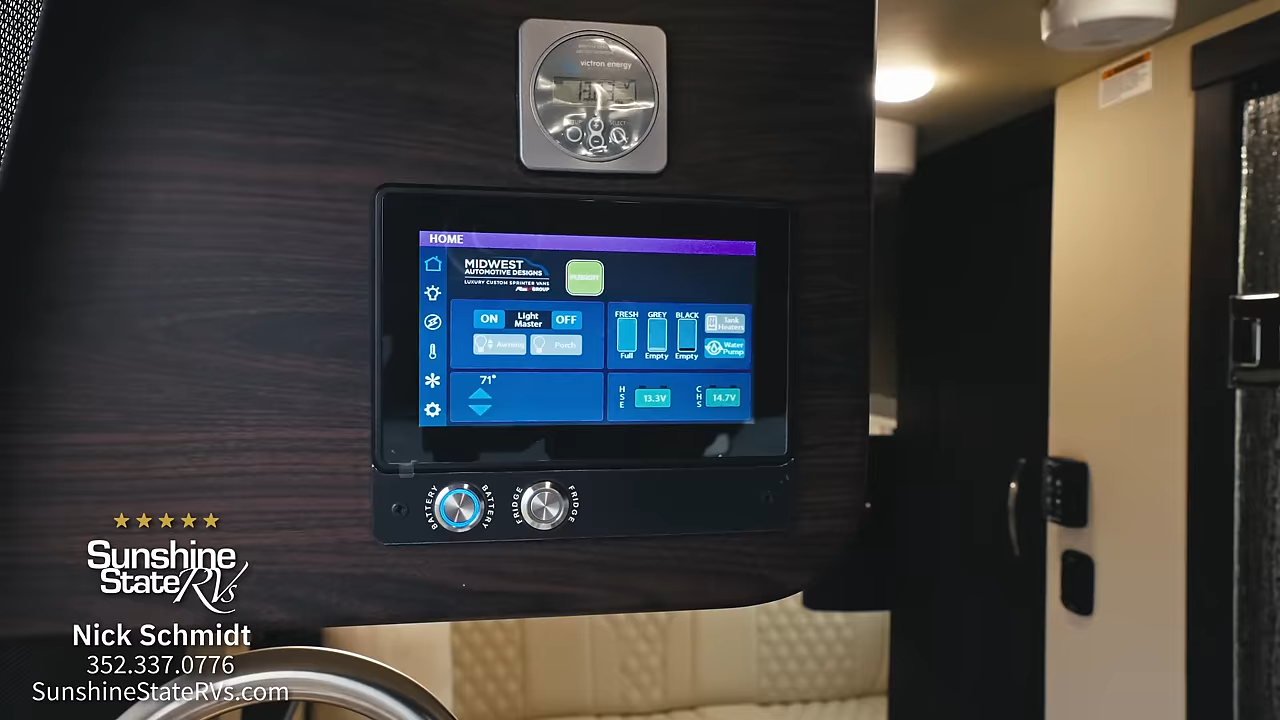 victron energy
SELECT
HOME
MIDWEST
AUTOMOTIVE DESIGNS
LUXURY CUSTOM SPRINTER VANS
GROUP
ON
Light
Master
OFF
Awning
Porch
FRESH
GREY
BLACK
Full
Empty
Empty
Tank
Heaters
Water
Pump
71°
HSE
13.3V
CHS
14.7V
BATTERY
BATTERY
FRIDGE
FRIDGE
Sunshine
State RVs
Nick Schmidt
352.337.0776
SunshineStateRVs.com